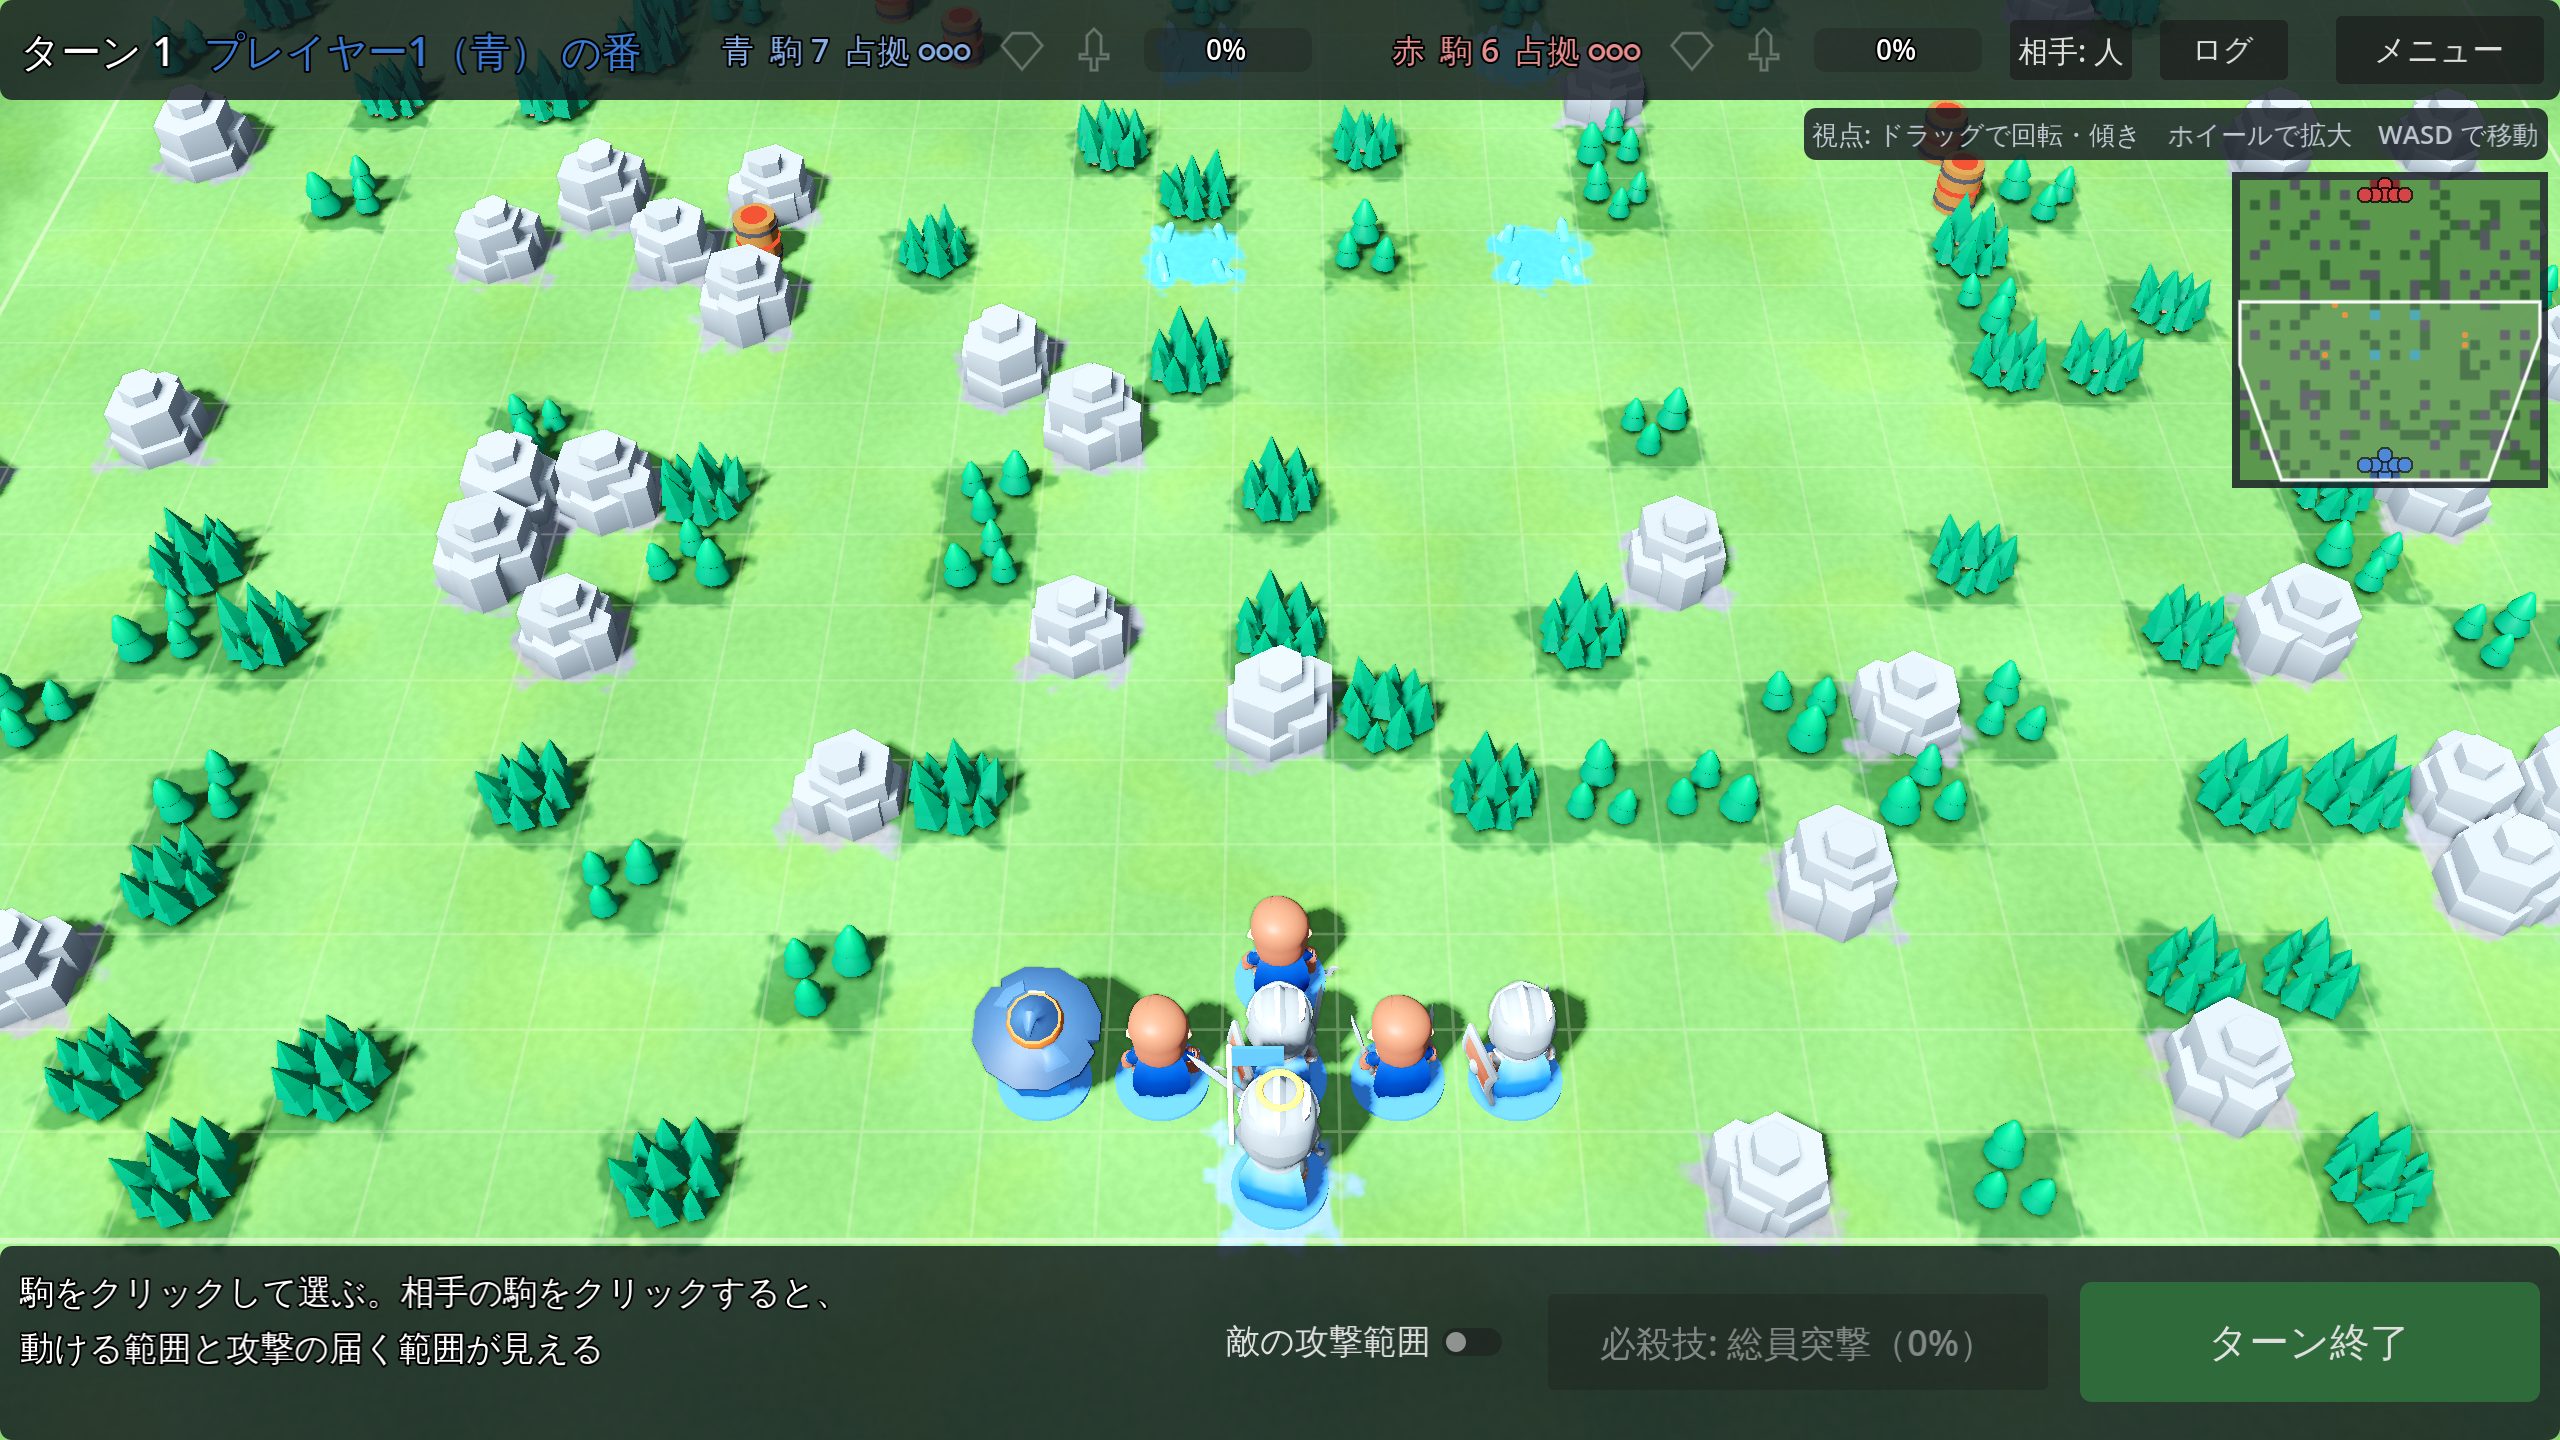 ターン 1 プレイヤー1（青） の番 青 駒 7 占拠 0% 赤 駒 6 占拠 0% 相手: 人 ログ メニュー
視点: ドラッグで回転・傾き ホイールで拡大 WASD で移動
駒をクリックして選ぶ。相手の駒をクリックすると、
動ける範囲と攻撃の届く範囲が見える
敵の攻撃範囲 必殺技: 総員突撃（0%） ターン終了